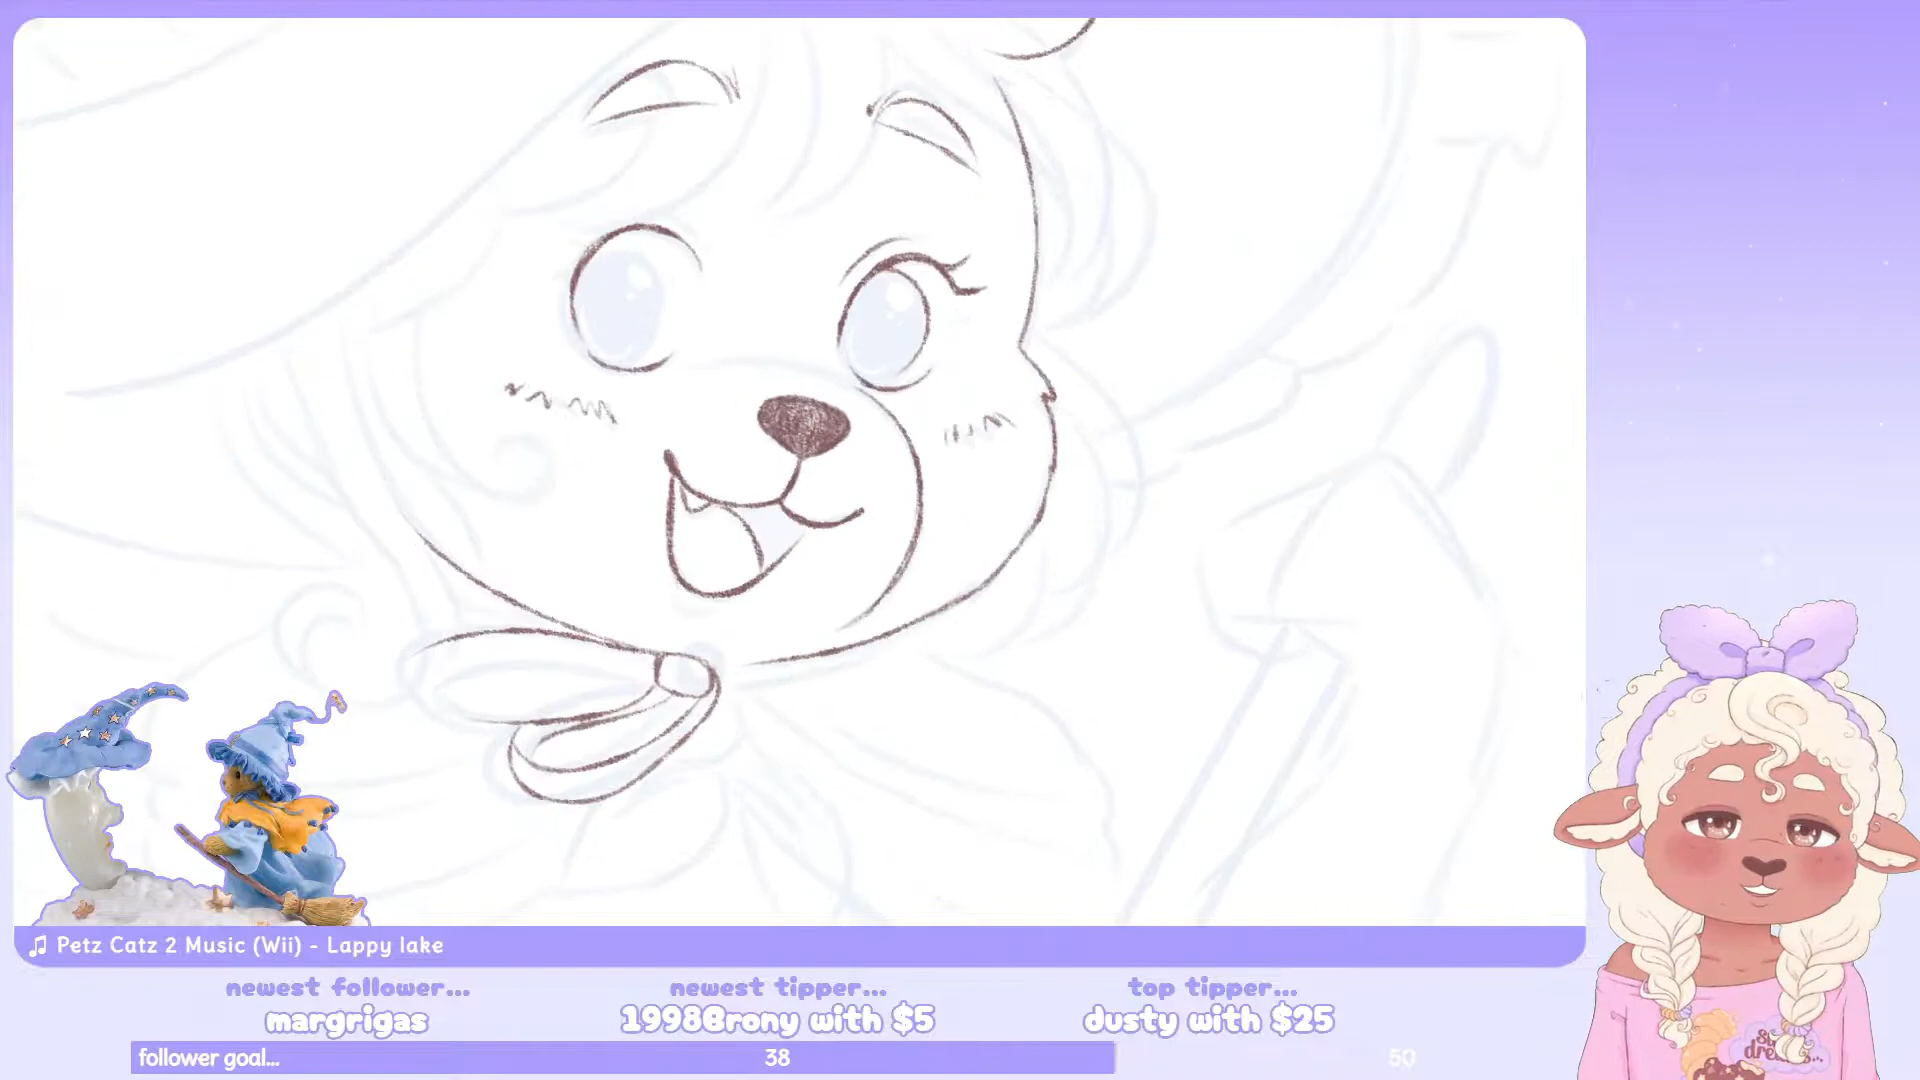 ♫ Petz Catz 2 Music (Wii) - Lappy lake
newest follower...
margrigas
newest tipper...
1998Brony with $5
top tipper...
dusty with $25
follower goal...
38
50